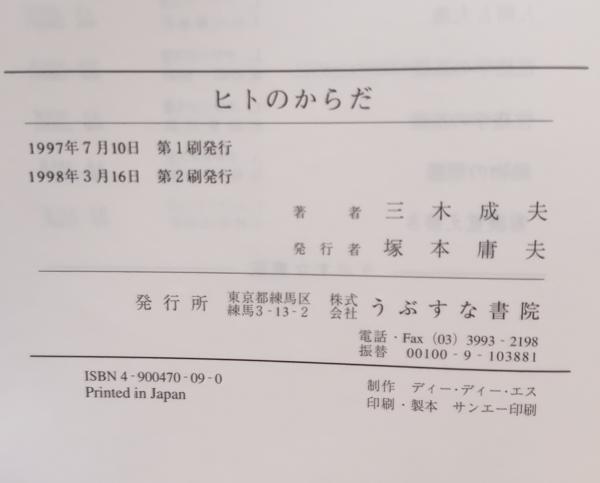 ヒトのからだ
1997年7月10日 第1刷発行
1998年3月16日 第2刷発行
著者 三木成夫
発行者 塚本庸夫
発行所 東京都練馬区練馬3-13-2 株式会社 うぶすな書院
電話・Fax (03) 3993-2198
振替 00100-9-103881
ISBN 4-900470-09-0
Printed in Japan
制作 ディー・ディー・エス
印刷・製本 サンエー印刷